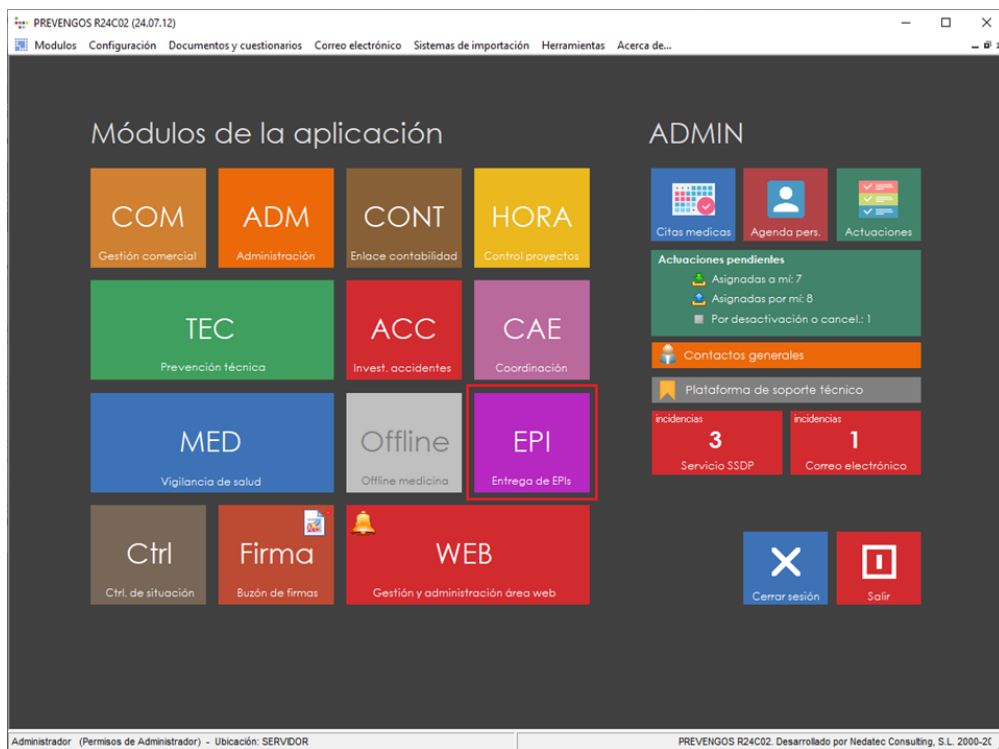 PREVENGOS R24C02 (24.07.12)
Modulos Configuración Documentos y cuestionarios Correo electrónico Sistemas de importación Herramientas Acerca de...
Módulos de la aplicación
COM
Gestión comercial
ADM
Administración
CONT
Enlace contabilidad
HORA
Control proyectos
TEC
Prevención técnica
ACC
Invest. accidentes
CAE
Coordinación
MED
Vigilancia de salud
Offline
Offline medicina
EPI
Entrega de EPIs
Ctrl
Ctrl. de situación
Firma
Buzón de firmas
WEB
Gestión y administración área web
ADMIN
Citas medicas
Agenda pers.
Actuaciones
Actuaciones pendientes
Asignadas a mí: 7
Asignadas por mí: 8
Por desactivación o cancel.: 1
Contactos generales
Plataforma de soporte técnico
incidencias
3
Servicio SSDP
incidencias
1
Correo electrónico
Cerrar sesión
Salir
Administrador (Permisos de Administrador) - Ubicación: SERVIDOR
PREVENGOS R24C02. Desarrollado por Nedatec Consulting, S.L. 2000-20